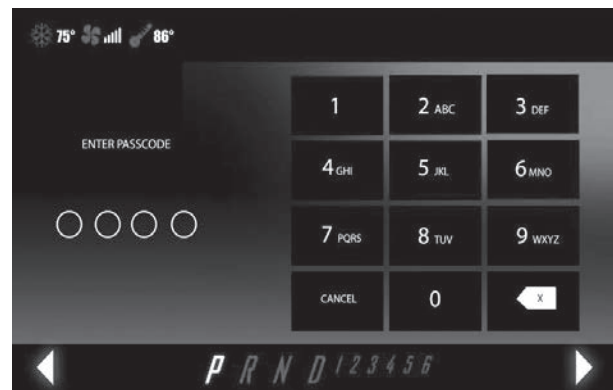 75° 86°
1 2 ABC 3 DEF
ENTER PASSCODE
4 GHI 5 JKL 6 MNO
7 PQRS 8 TUV 9 WXYZ
CANCEL 0 X
P R N D 1 2 3 4 5 6